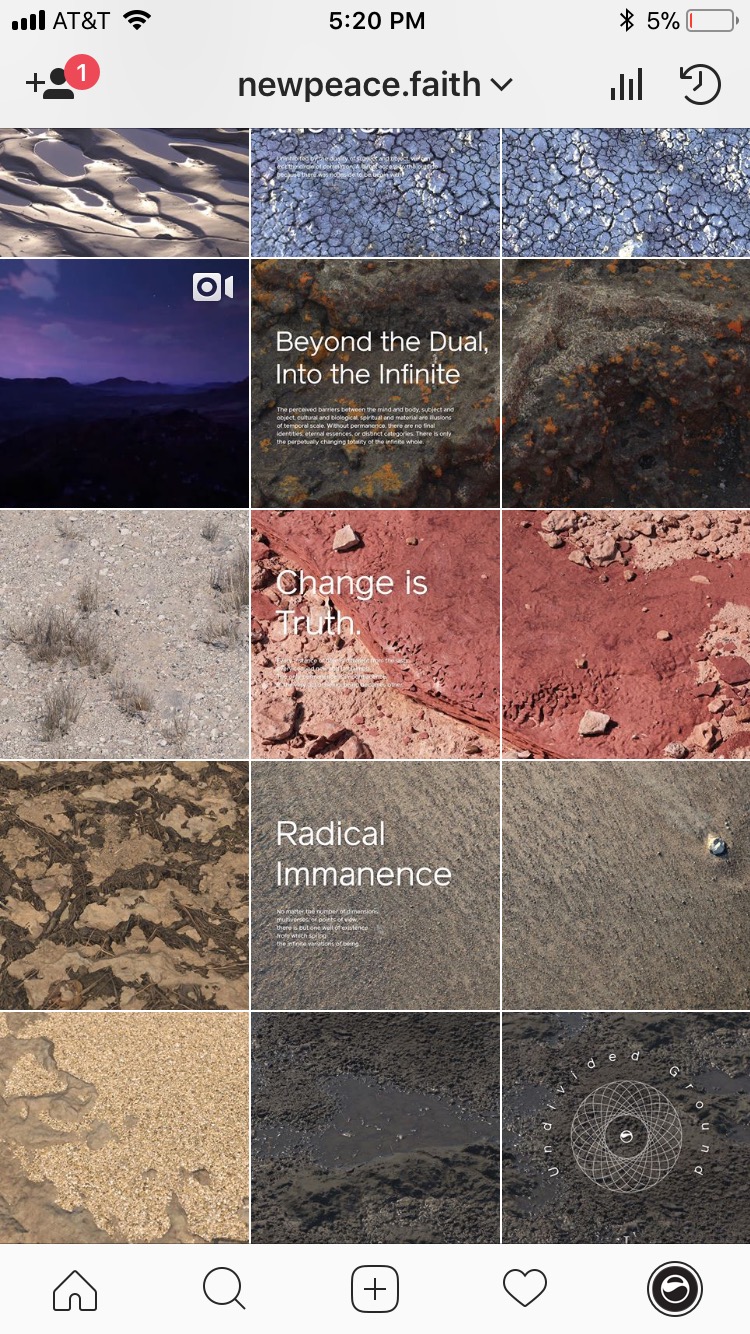 AT&T
5:20 PM
5%
1
newpeace.faith
Beyond the Dual,
Into the Infinite
The perceived barriers between the mind and body, subject and
object, cultural and biological, spiritual and material are illusions
of temporal scale. Without permanence, there are no final
identities, eternal essences, or distinct categories. There is only
the perpetually changing totality of the infinite whole.
Change is
Truth.
Radical
Immanence
No matter the number of dimensions,
multiverses, or points of view,
there is but one well of existence
from which spring
the infinite variations of being.
Undivided Ground